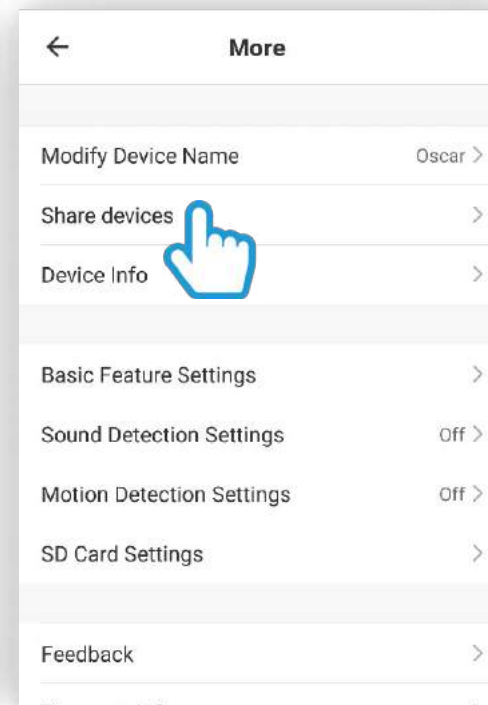 More
Modify Device Name Oscar
Share devices
Device Info
Basic Feature Settings
Sound Detection Settings Off
Motion Detection Settings Off
SD Card Settings
Feedback